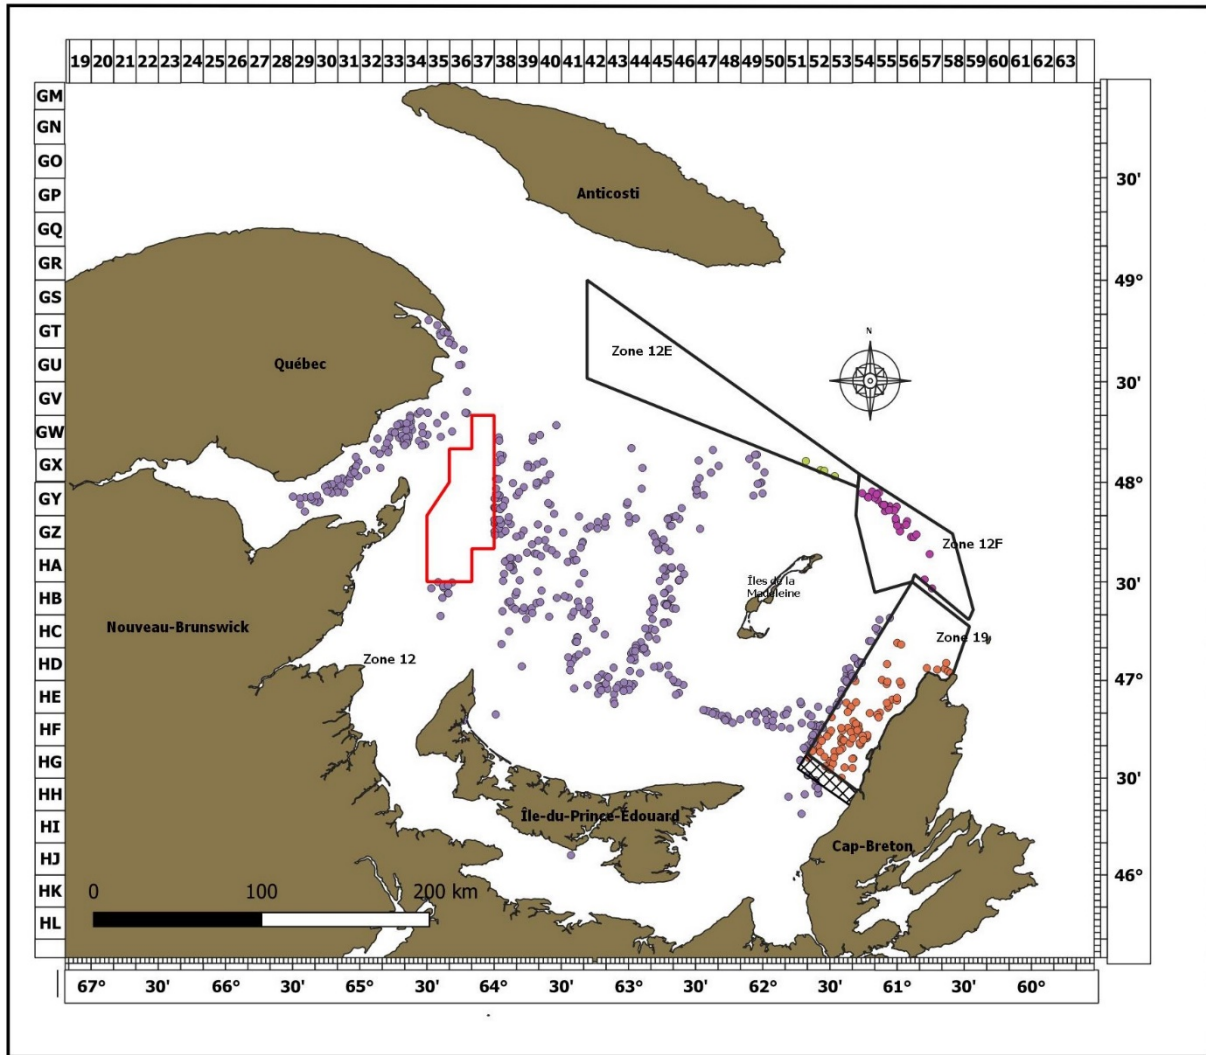 19 20 21 22 23 24 25 26 27 28 29 30 31 32 33 34 35 36 37 38 39 40 41 42 43 44 45 46 47 48 49 50 51 52 53 54 55 56 57 58 59 60 61 62 63
GM
GN
GO
GP
GQ
GR
GS
GT
GU
GV
GW
GX
GY
GZ
HA
HB
HC
HD
HE
HF
HG
HH
HI
HJ
HK
HL
Anticosti
30'
49°
Zone 12E
N
Québec
30'
48°
Zone 12F
Îles de la
Madeleine
30'
Nouveau-Brunswick
Zone 19
Zone 12
47°
30'
Île-du-Prince-Édouard
Cap-Breton
46°
0 100 200 km
67° 30' 66° 30' 65° 30' 64° 30' 63° 30' 62° 30' 61° 30' 60°